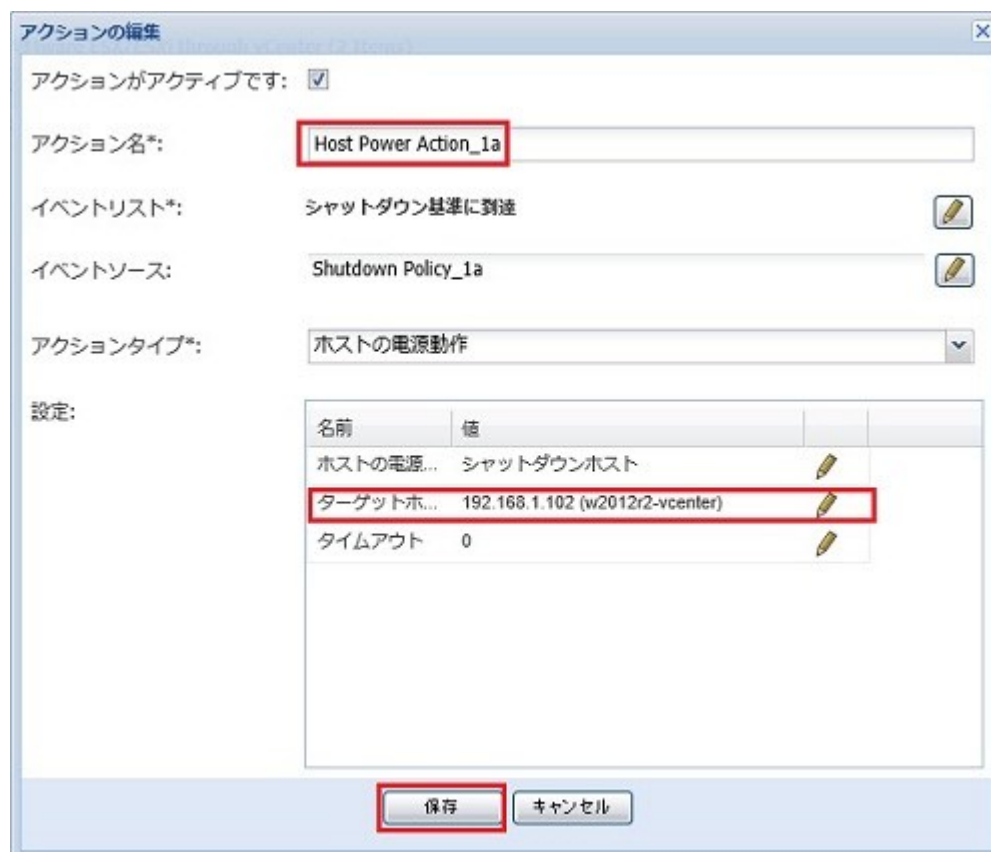 アクションの編集
アクションがアクティブです:
アクション名*: Host Power Action_1a
イベントリスト*: シャットダウン基準に到達
イベントソース: Shutdown Policy_1a
アクションタイプ*: ホストの電源動作
設定:
名前 値
ホストの電源... シャットダウンホスト
ターゲットホ... 192.168.1.102 (w2012r2-vcenter)
タイムアウト 0
保存 キャンセル